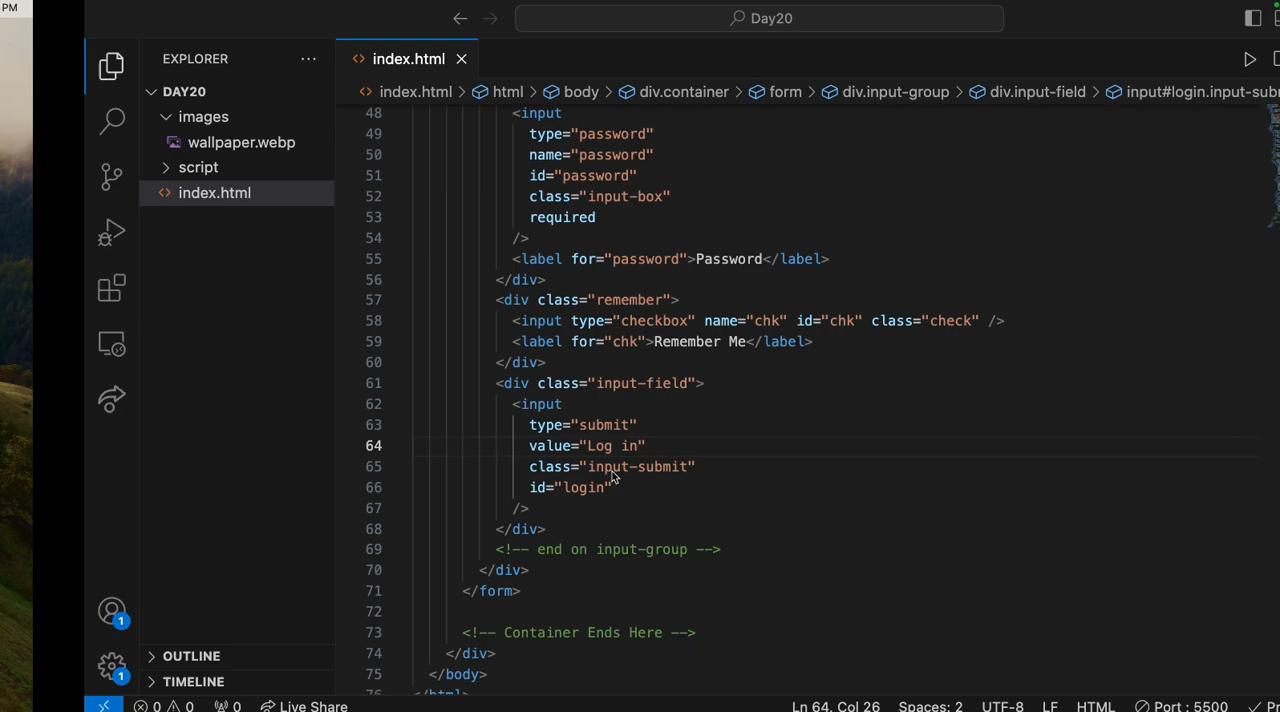 PM
Day20
EXPLORER
index.html
DAY20
index.html > html > body > div.container > form > div.input-group > div.input-field > input#login.input-sub
images
wallpaper.webp
script
index.html
48 <input
49 type="password"
50 name="password"
51 id="password"
52 class="input-box"
53 required
54 />
55 <label for="password">Password</label>
56 </div>
57 <div class="remember">
58 <input type="checkbox" name="chk" id="chk" class="check" />
59 <label for="chk">Remember Me</label>
60 </div>
61 <div class="input-field">
62 <input
63 type="submit"
64 value="Log in"
65 class="input-submit"
66 id="login"
67 />
68 </div>
69 <!-- end on input-group -->
70 </div>
71 </form>
72
73 <!-- Container Ends Here -->
74 </div>
75 </body>
76 </html>
1
OUTLINE
1
TIMELINE
0 0 0 Live Share Ln 64, Col 26 Spaces: 2 UTF-8 LF HTML Port : 5500